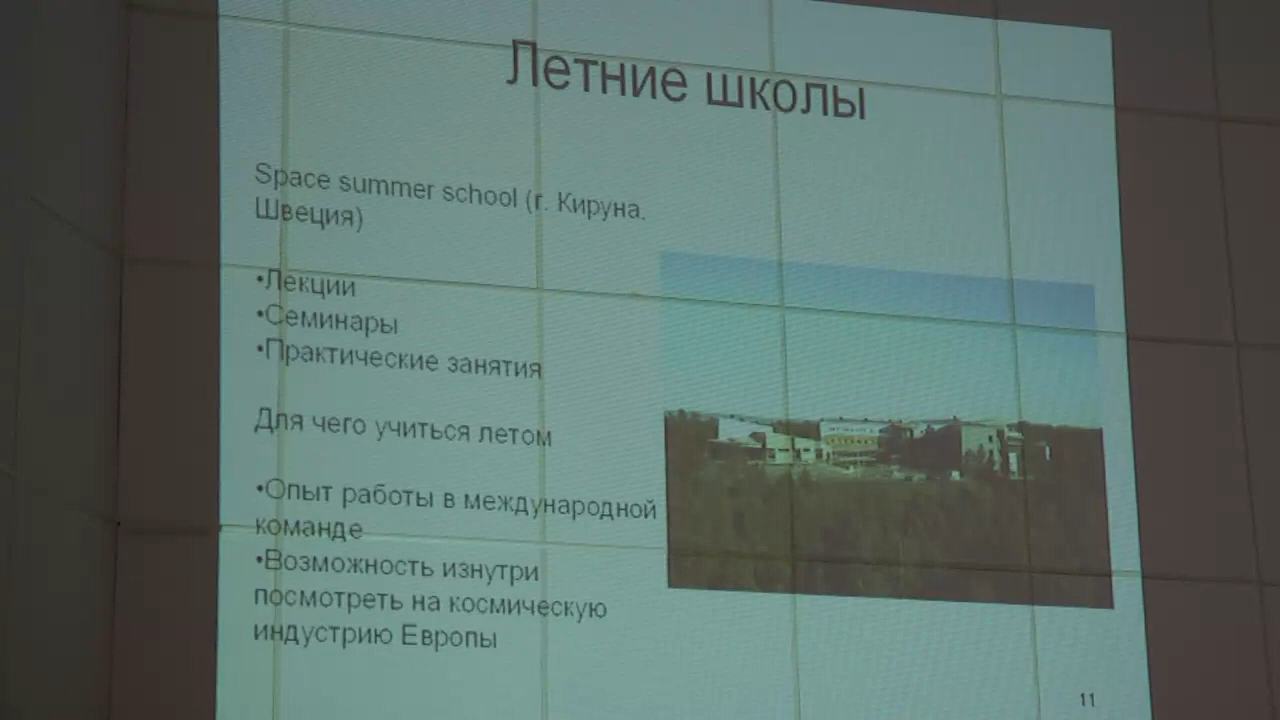 Летние школы
Space summer school (г. Кируна.
Швеция)
•Лекции
•Семинары
•Практические занятия
Для чего учиться летом
•Опыт работы в международной
команде
•Возможность изнутри
посмотреть на космическую
индустрию Европы
11